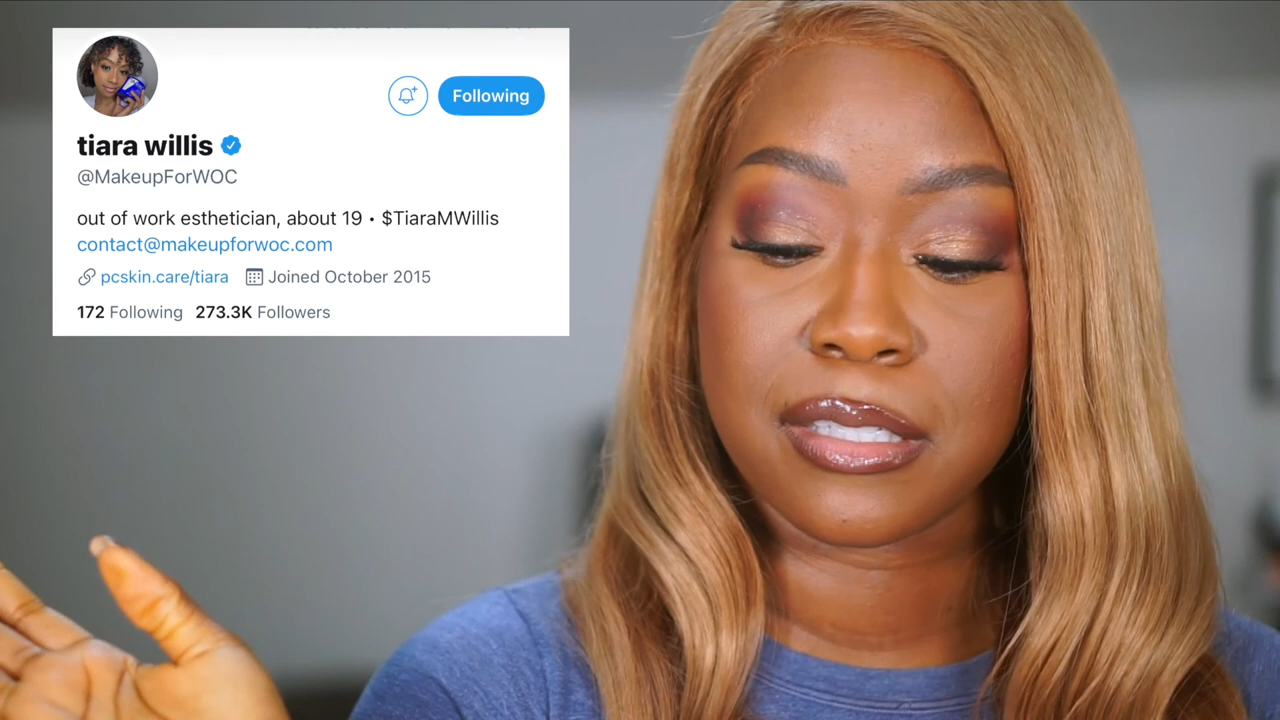 Following
tiara willis
@MakeupForWOC
out of work esthetician, about 19 • $TiaraMWillis
contact@makeupforwoc.com
pcskin.care/tiara Joined October 2015
172 Following 273.3K Followers